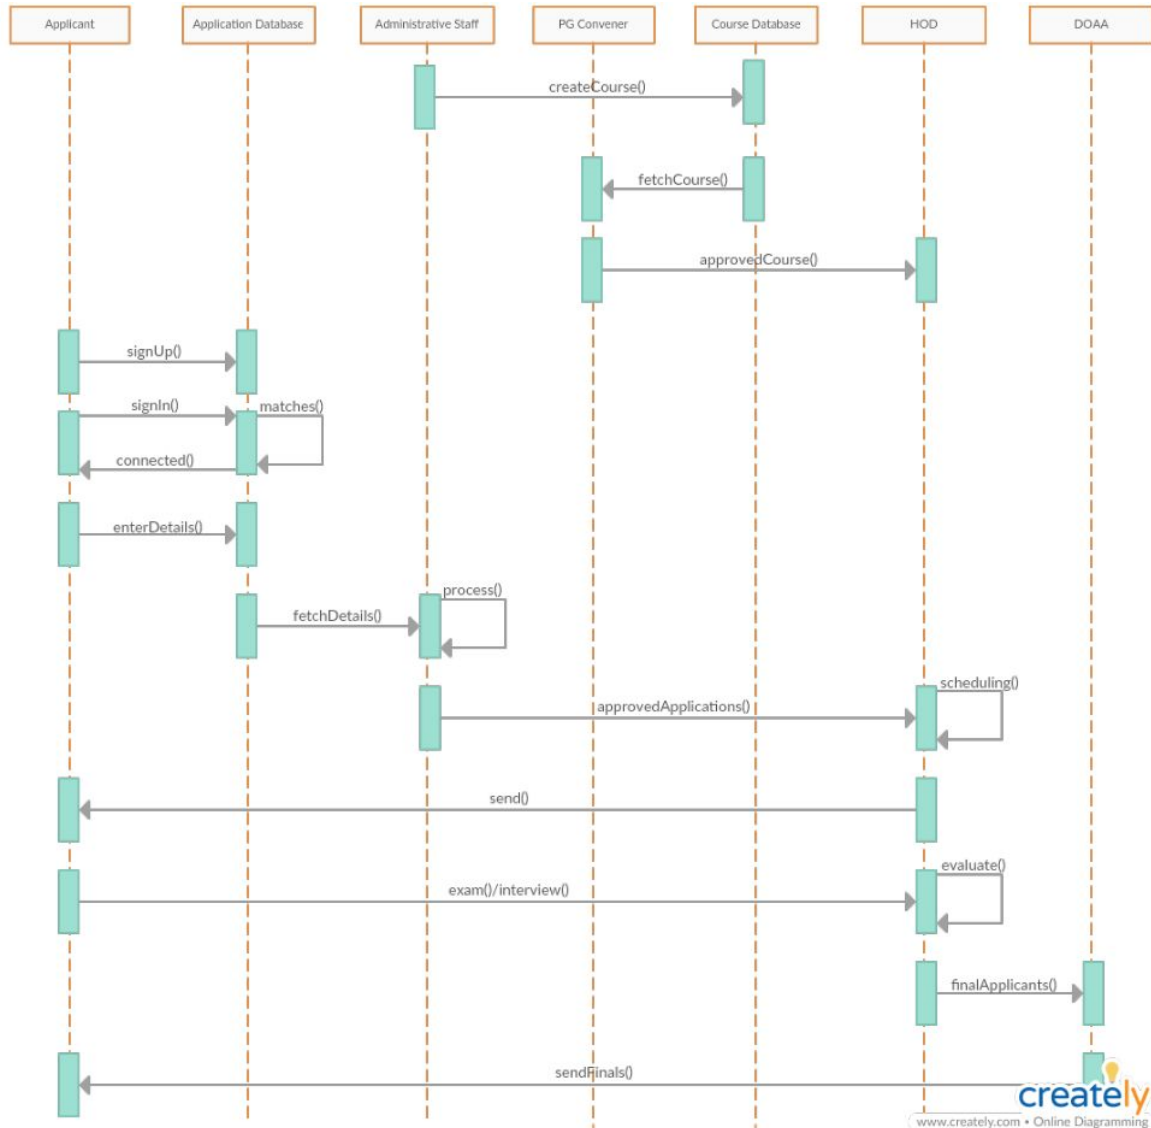 Applicant
Application Database
Administrative Staff
PG Convener
Course Database
HOD
DOAA
createCourse()
fetchCourse()
approvedCourse()
signUp()
signIn()
matches()
connected()
enterDetails()
process()
fetchDetails()
scheduling()
approvedApplications()
send()
evaluate()
exam()/interview()
finalApplicants()
sendFinals()
creately
www.creately.com • Online Diagramming